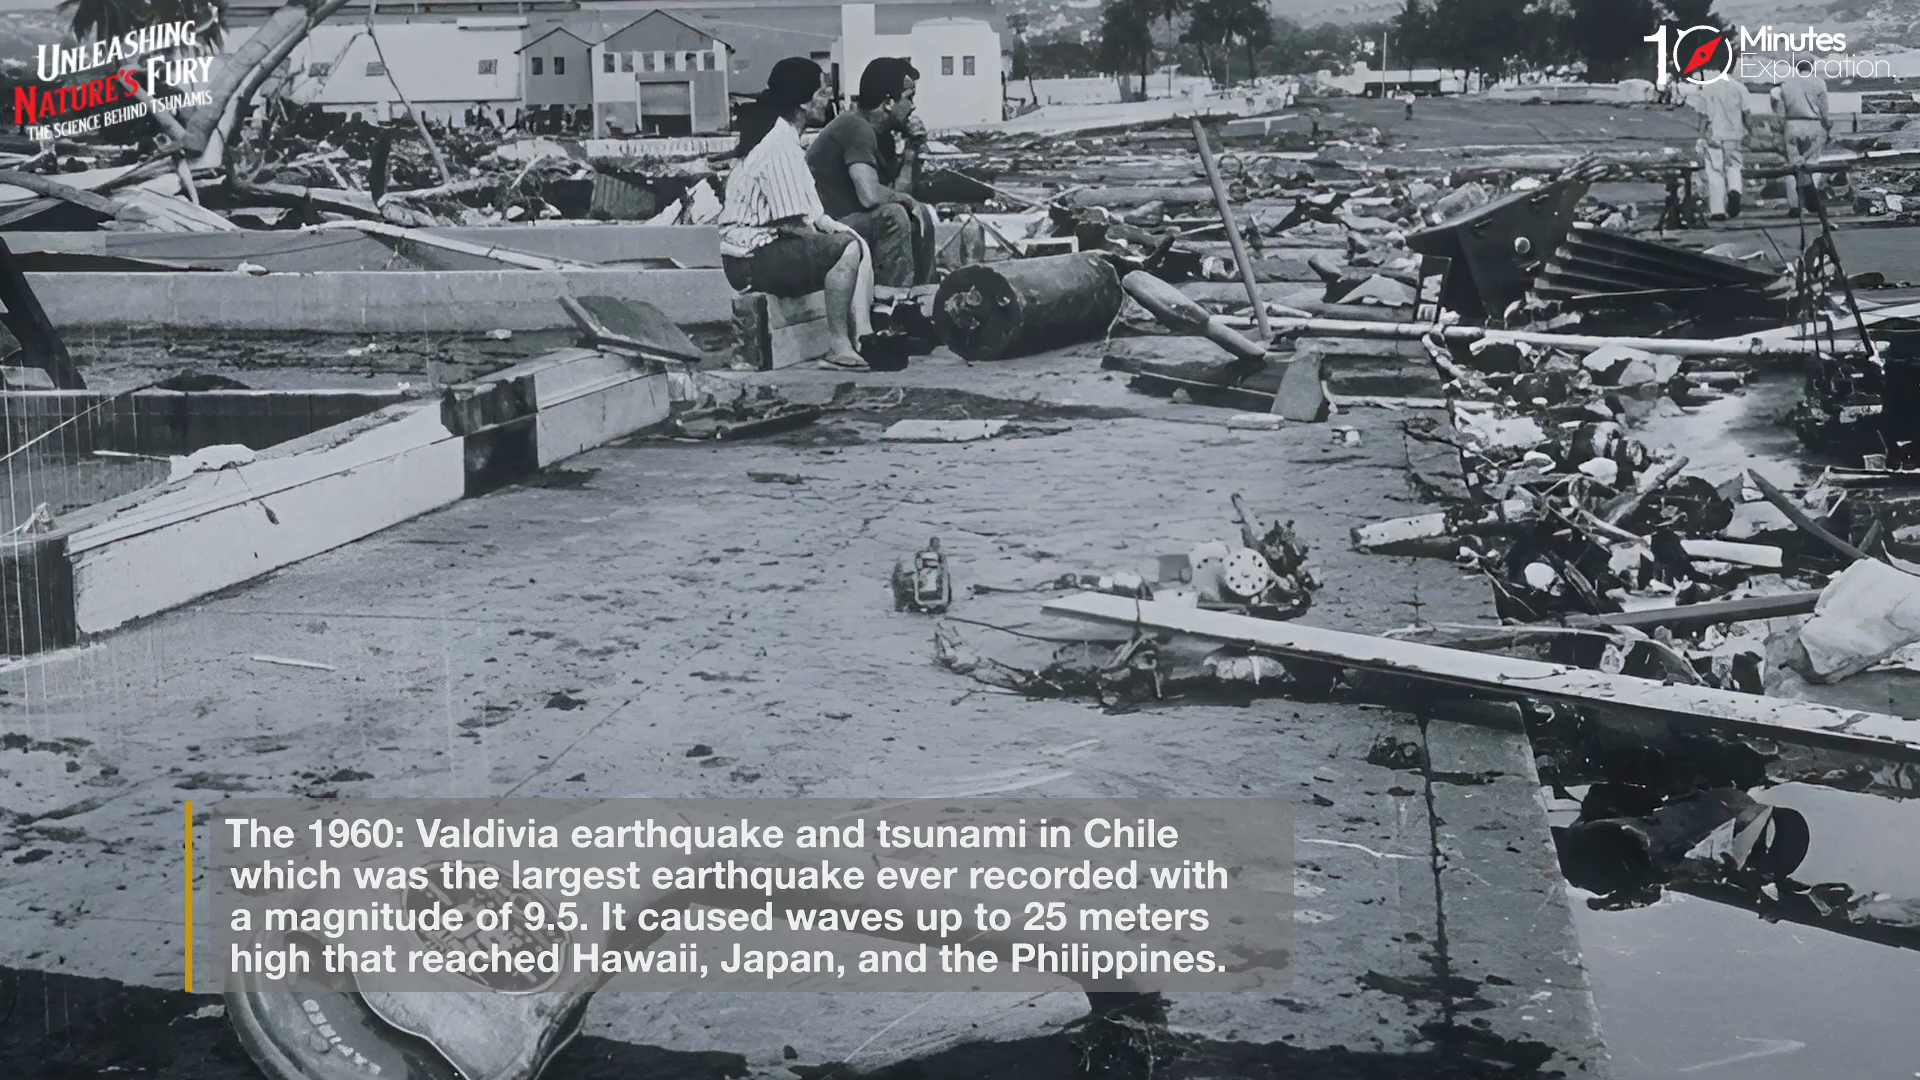 UNLEASHING
NATURE'S FURY
THE SCIENCE BEHIND TSUNAMIS
10 Minutes
Exploration.
The 1960: Valdivia earthquake and tsunami in Chile
which was the largest earthquake ever recorded with
a magnitude of 9.5. It caused waves up to 25 meters
high that reached Hawaii, Japan, and the Philippines.